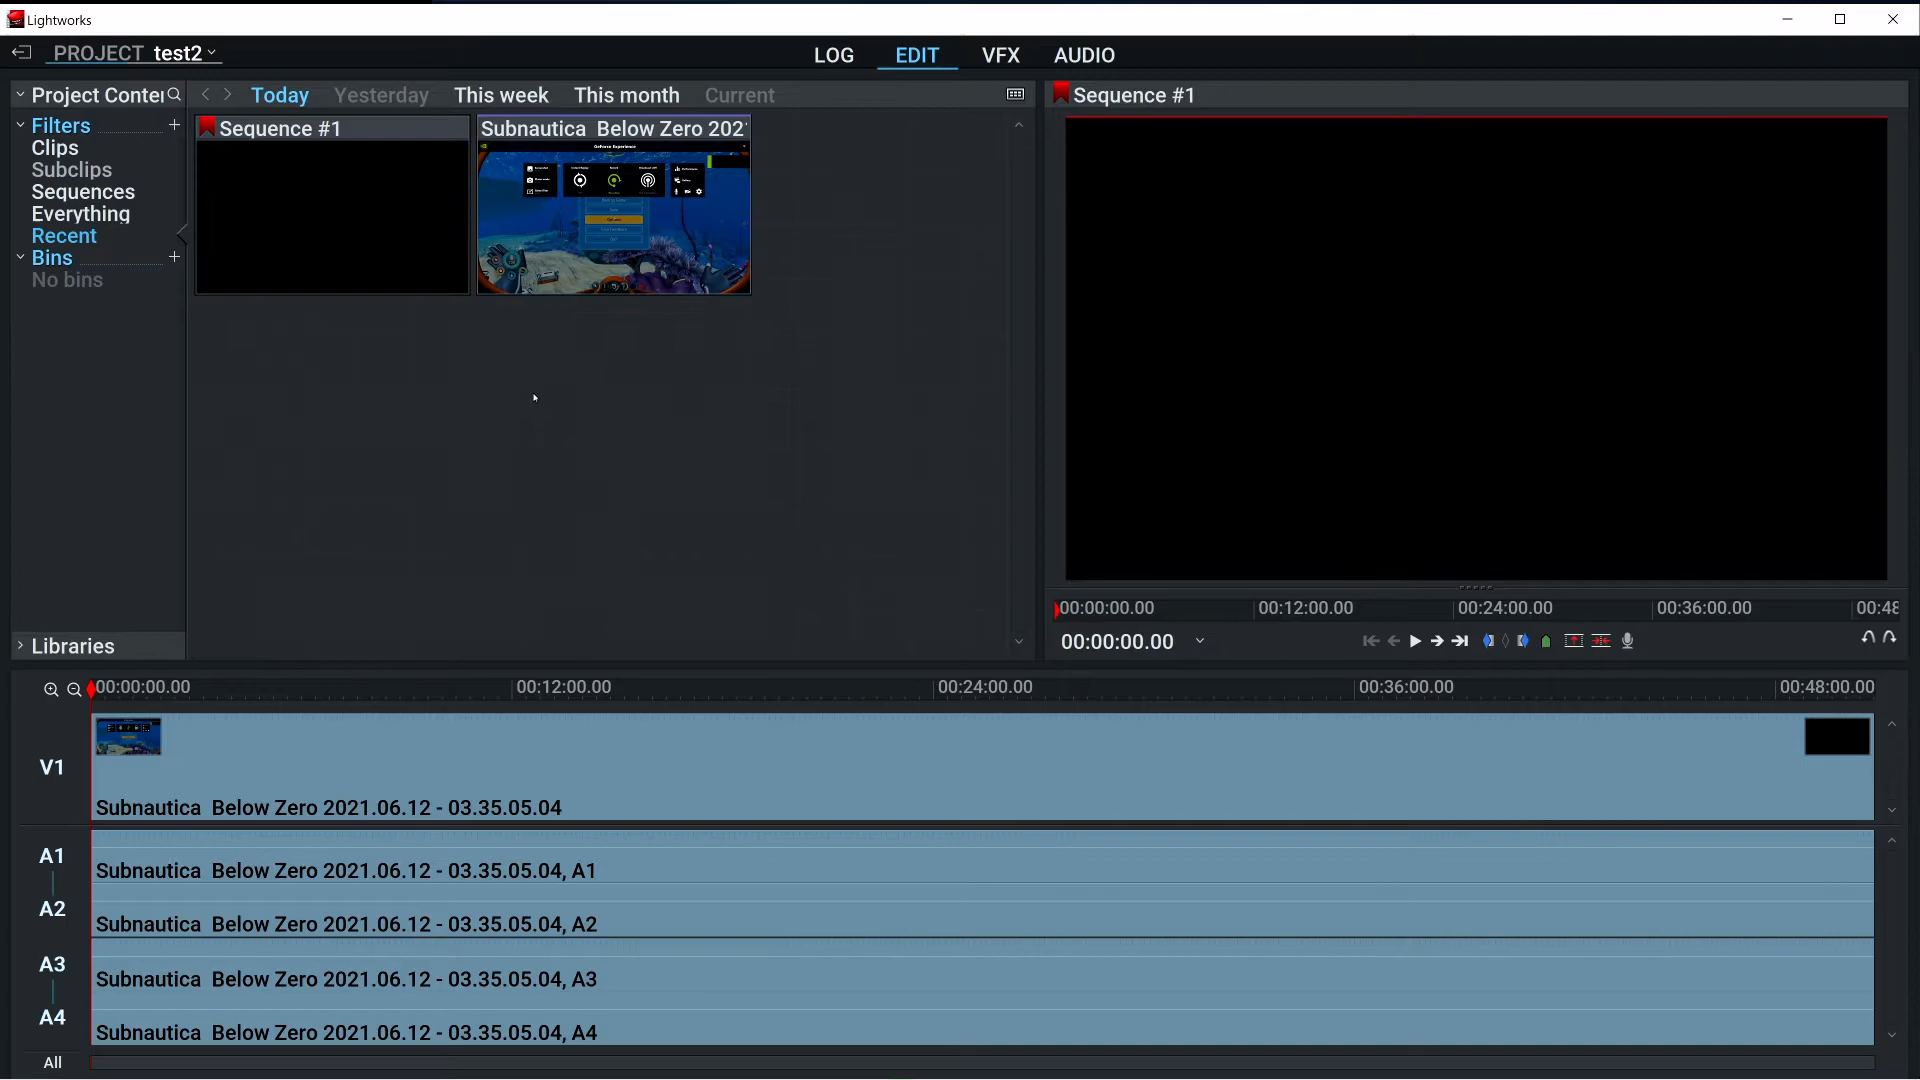 Lightworks
PROJECT test2
LOG EDIT VFX AUDIO
Project Conter
Today Yesterday This week This month Current
Sequence #1
Filters
Clips
Subclips
Sequences
Everything
Recent
Bins
No bins
Libraries
Sequence #1
Subnautica Below Zero 202
GeForce Experience
00:00:00.00 00:12:00.00 00:24:00.00 00:36:00.00 00:48
00:00:00.00
00:00:00.00 00:12:00.00 00:24:00.00 00:36:00.00 00:48:00.00
V1
Subnautica Below Zero 2021.06.12 - 03.35.05.04
A1
Subnautica Below Zero 2021.06.12 - 03.35.05.04, A1
A2
Subnautica Below Zero 2021.06.12 - 03.35.05.04, A2
A3
Subnautica Below Zero 2021.06.12 - 03.35.05.04, A3
A4
Subnautica Below Zero 2021.06.12 - 03.35.05.04, A4
All